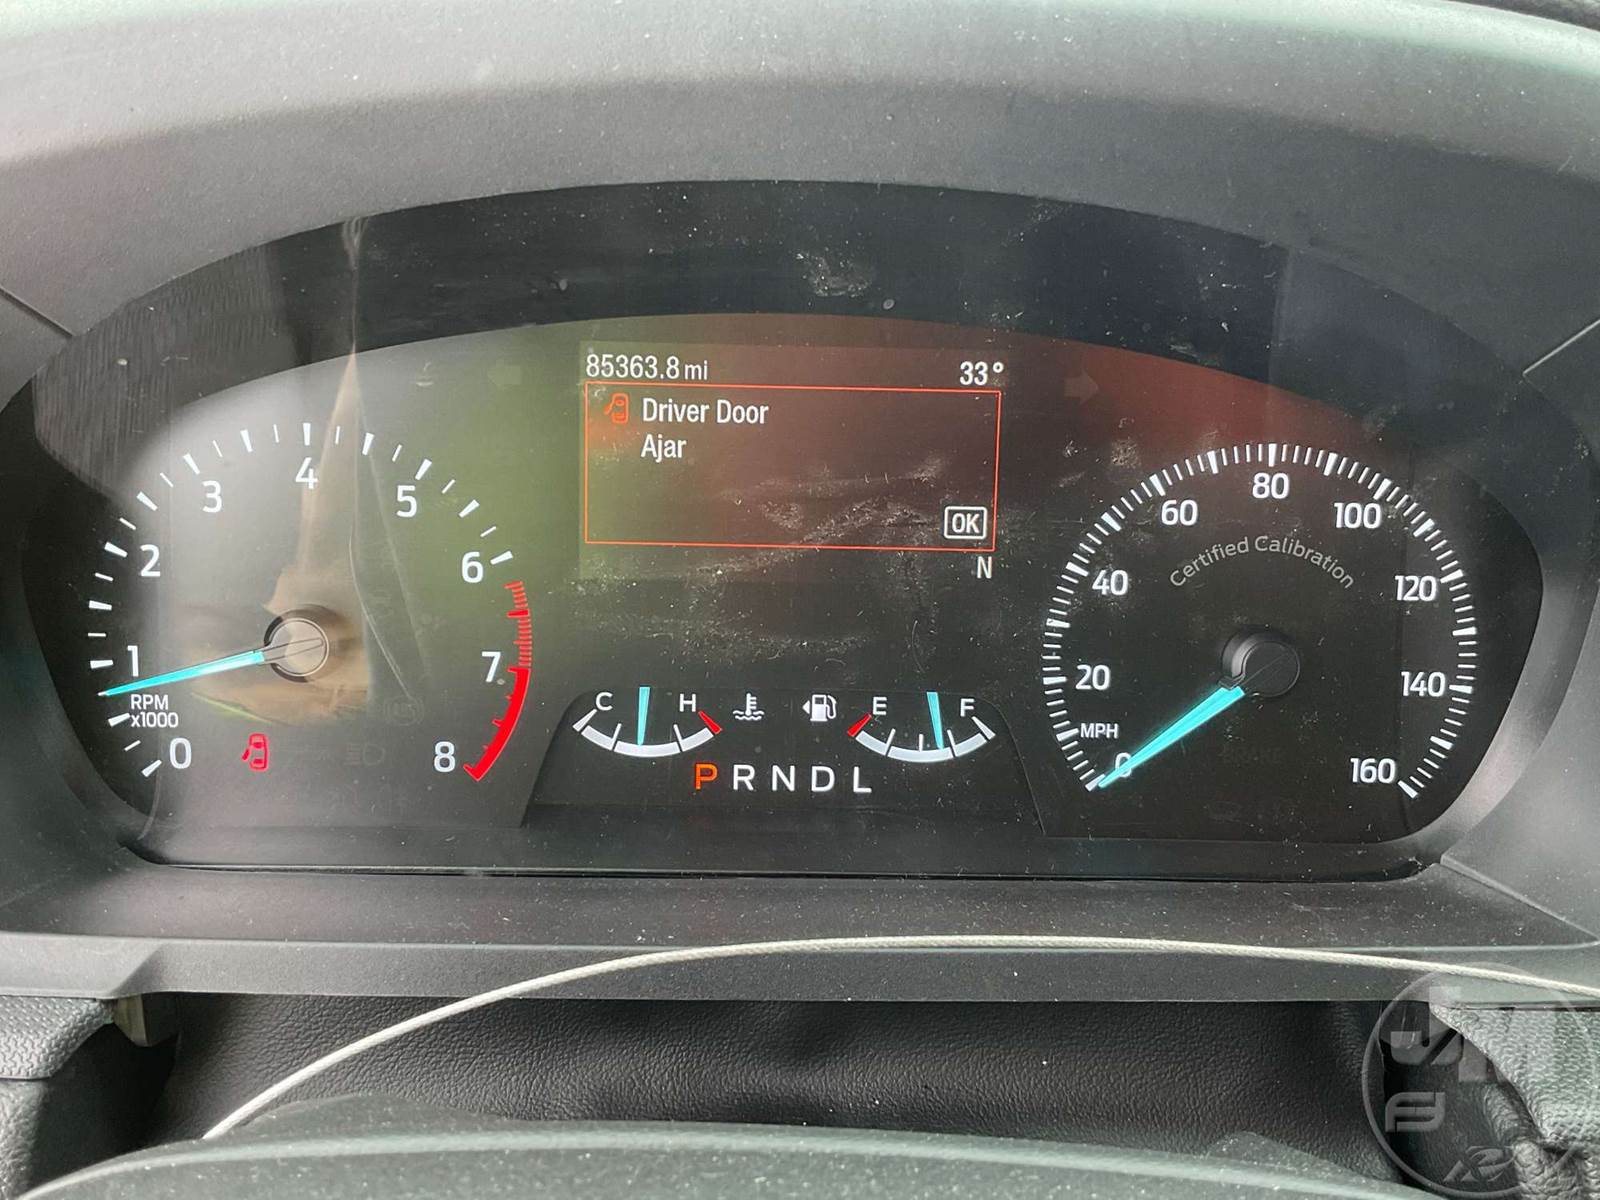 85363.8 mi 33°
Driver Door
Ajar
OK
N
0 1 2 3 4 5 6 7 8
RPM
x1000
C H E F
P R N D L
0 20 40 60 80 100 120 140 160
MPH
Certified Calibration